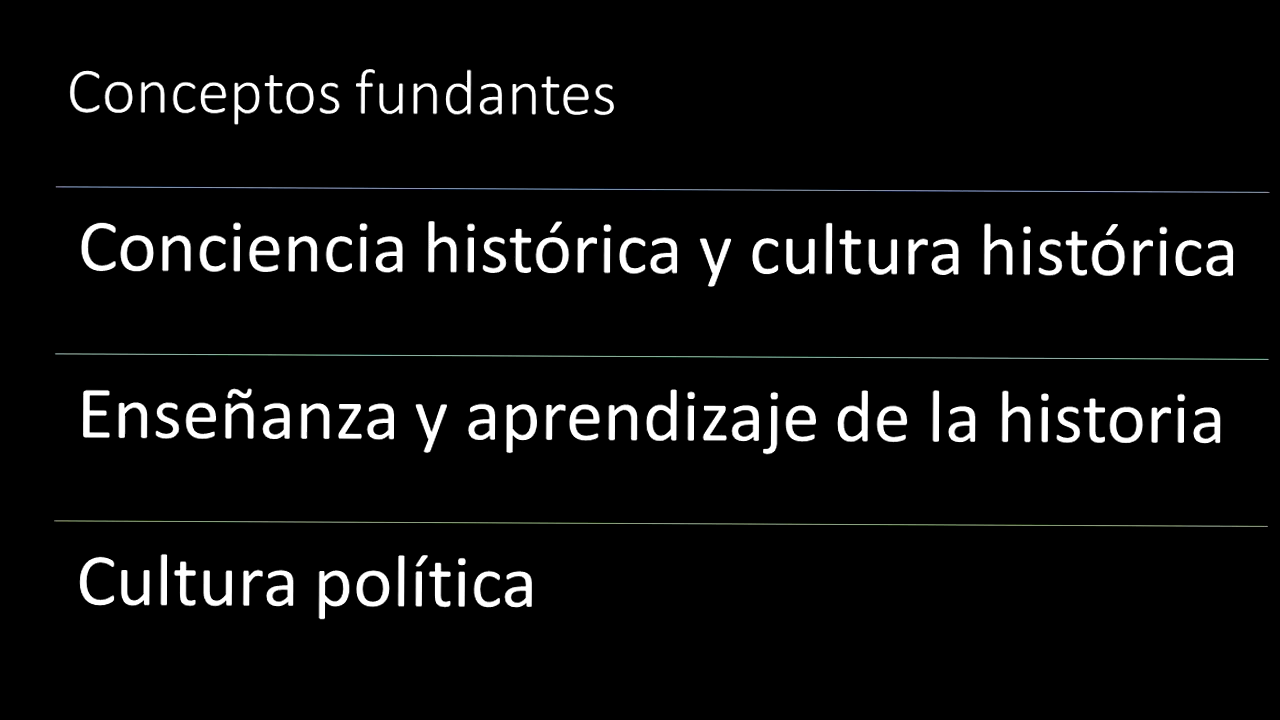 Conceptos fundantes
Conciencia histórica y cultura histórica
Enseñanza y aprendizaje de la historia
Cultura política